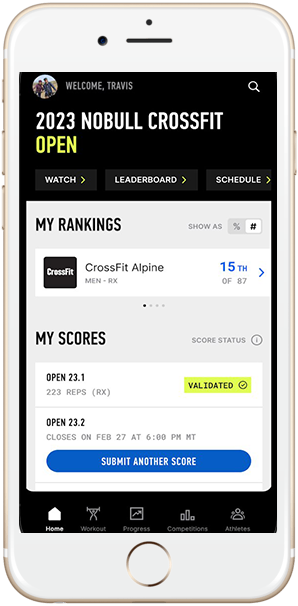 WELCOME, TRAVIS
2023 NOBULL CROSSFIT
OPEN
WATCH >
LEADERBOARD >
SCHEDULE >
MY RANKINGS
SHOW AS % #
CrossFit
CrossFit Alpine
MEN - RX
15TH
OF 87
MY SCORES
SCORE STATUS
OPEN 23.1
223 REPS (RX)
VALIDATED
OPEN 23.2
CLOSES ON FEB 27 AT 6:00 PM MT
SUBMIT ANOTHER SCORE
Home Workout Progress Competitions Athletes